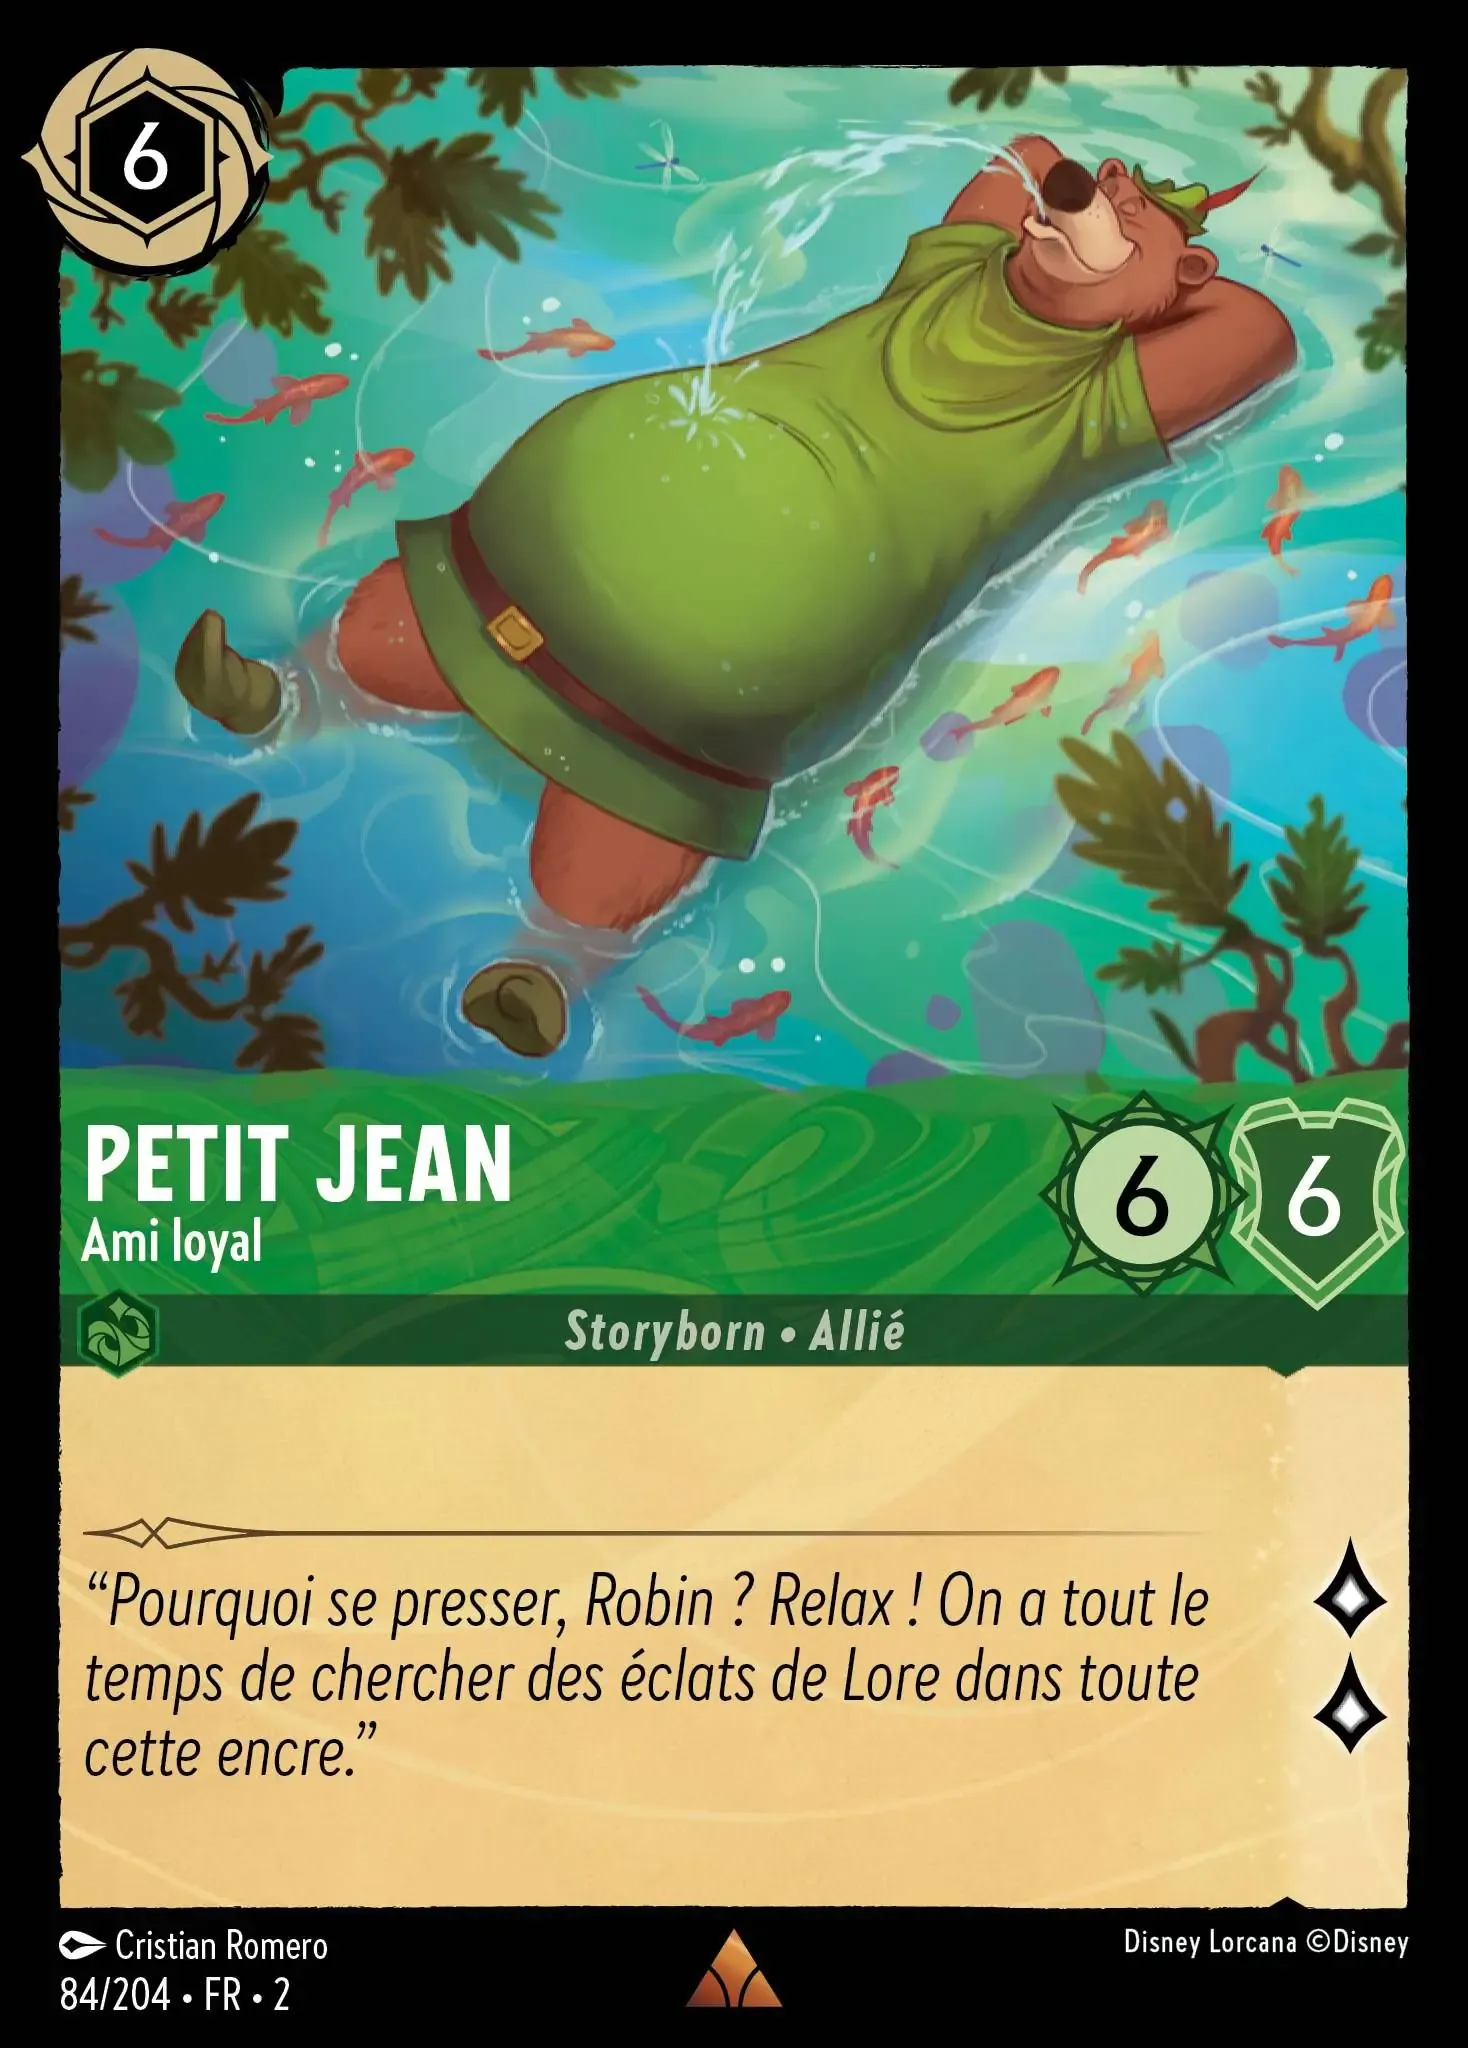 6
PETIT JEAN
Ami loyal
6
6
Storyborn • Allié
“Pourquoi se presser, Robin ? Relax ! On a tout le
temps de chercher des éclats de Lore dans toute
cette encre.”
Cristian Romero
Disney Lorcana ©Disney
84/204 • FR • 2